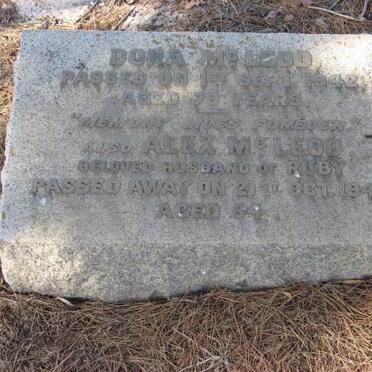 DORA McLEOD
PASSED ON 1ST SEPT. 1942
AGED 79 YEARS
"MEMORY LIVES FOREVER"
ALSO ALEX McLEOD
BELOVED HUSBAND OF RUBY
PASSED AWAY ON 21ST OCT.
AGED